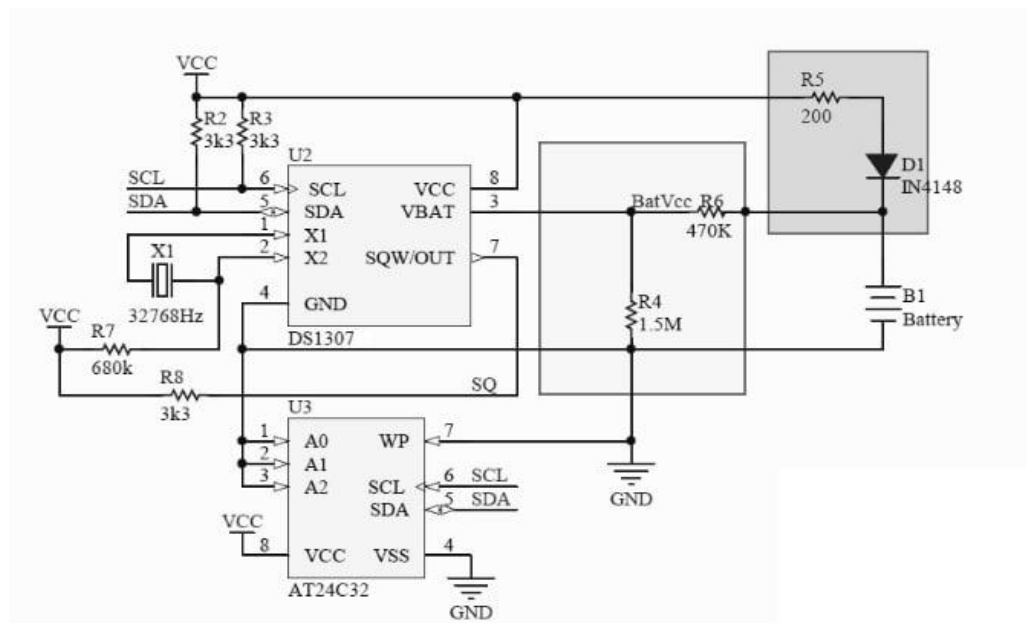 VCC
R5
200
R2
3k3
R3
3k3
U2
SCL
6
SCL
VCC
8
D1
IN4148
SDA
5
SDA
VBAT
3
BatVcc
R6
470K
1
X1
X1
2
X2
SQW/OUT
7
32768Hz
4
GND
R4
1.5M
B1
Battery
VCC
R7
680k
DS1307
R8
3k3
SQ
U3
1
A0
WP
7
2
A1
3
A2
SCL
6
SCL
SDA
5
SDA
GND
VCC
8
VCC
VSS
4
AT24C32
GND